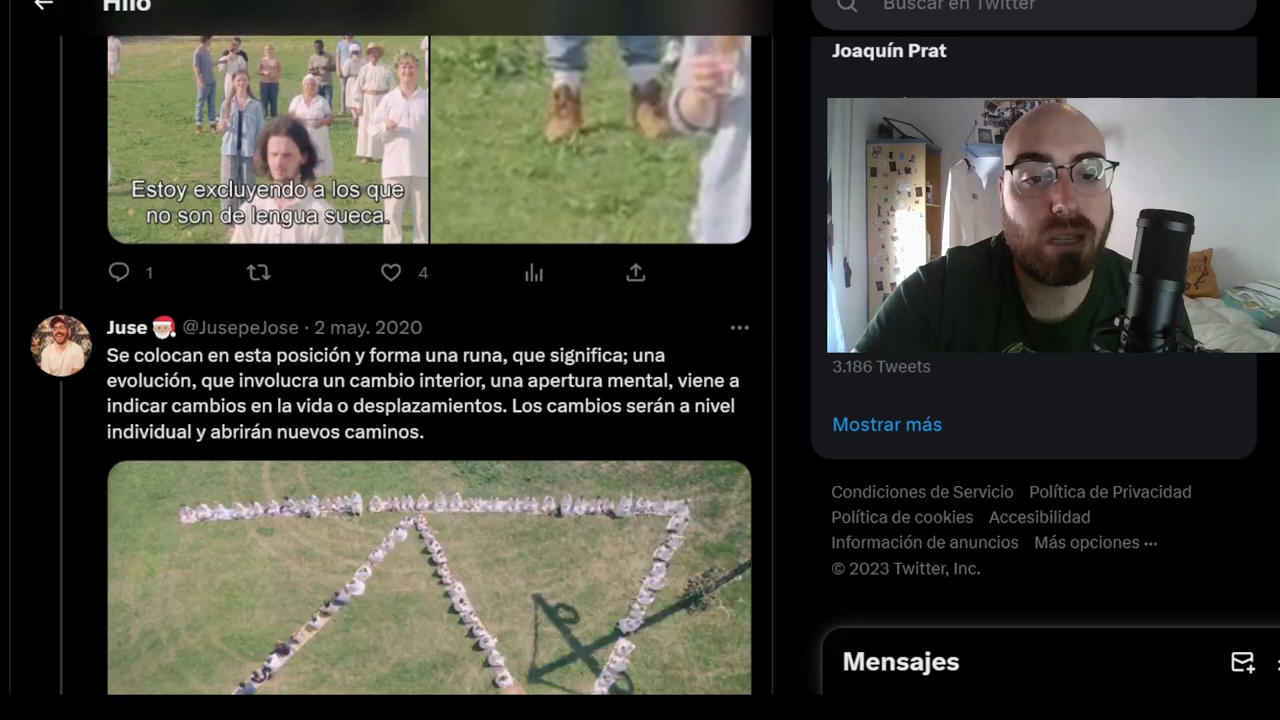 Hilo
Buscar en Twitter
Joaquín Prat
Estoy excluyendo a los que
no son de lengua sueca.
1
4
Juse @JusepeJose · 2 may. 2020
Se colocan en esta posición y forma una runa, que significa; una
evolución, que involucra un cambio interior, una apertura mental, viene a
indicar cambios en la vida o desplazamientos. Los cambios serán a nivel
individual y abrirán nuevos caminos.
3.186 Tweets
Mostrar más
Condiciones de Servicio Política de Privacidad
Política de cookies Accesibilidad
Información de anuncios Más opciones ···
© 2023 Twitter, Inc.
Mensajes